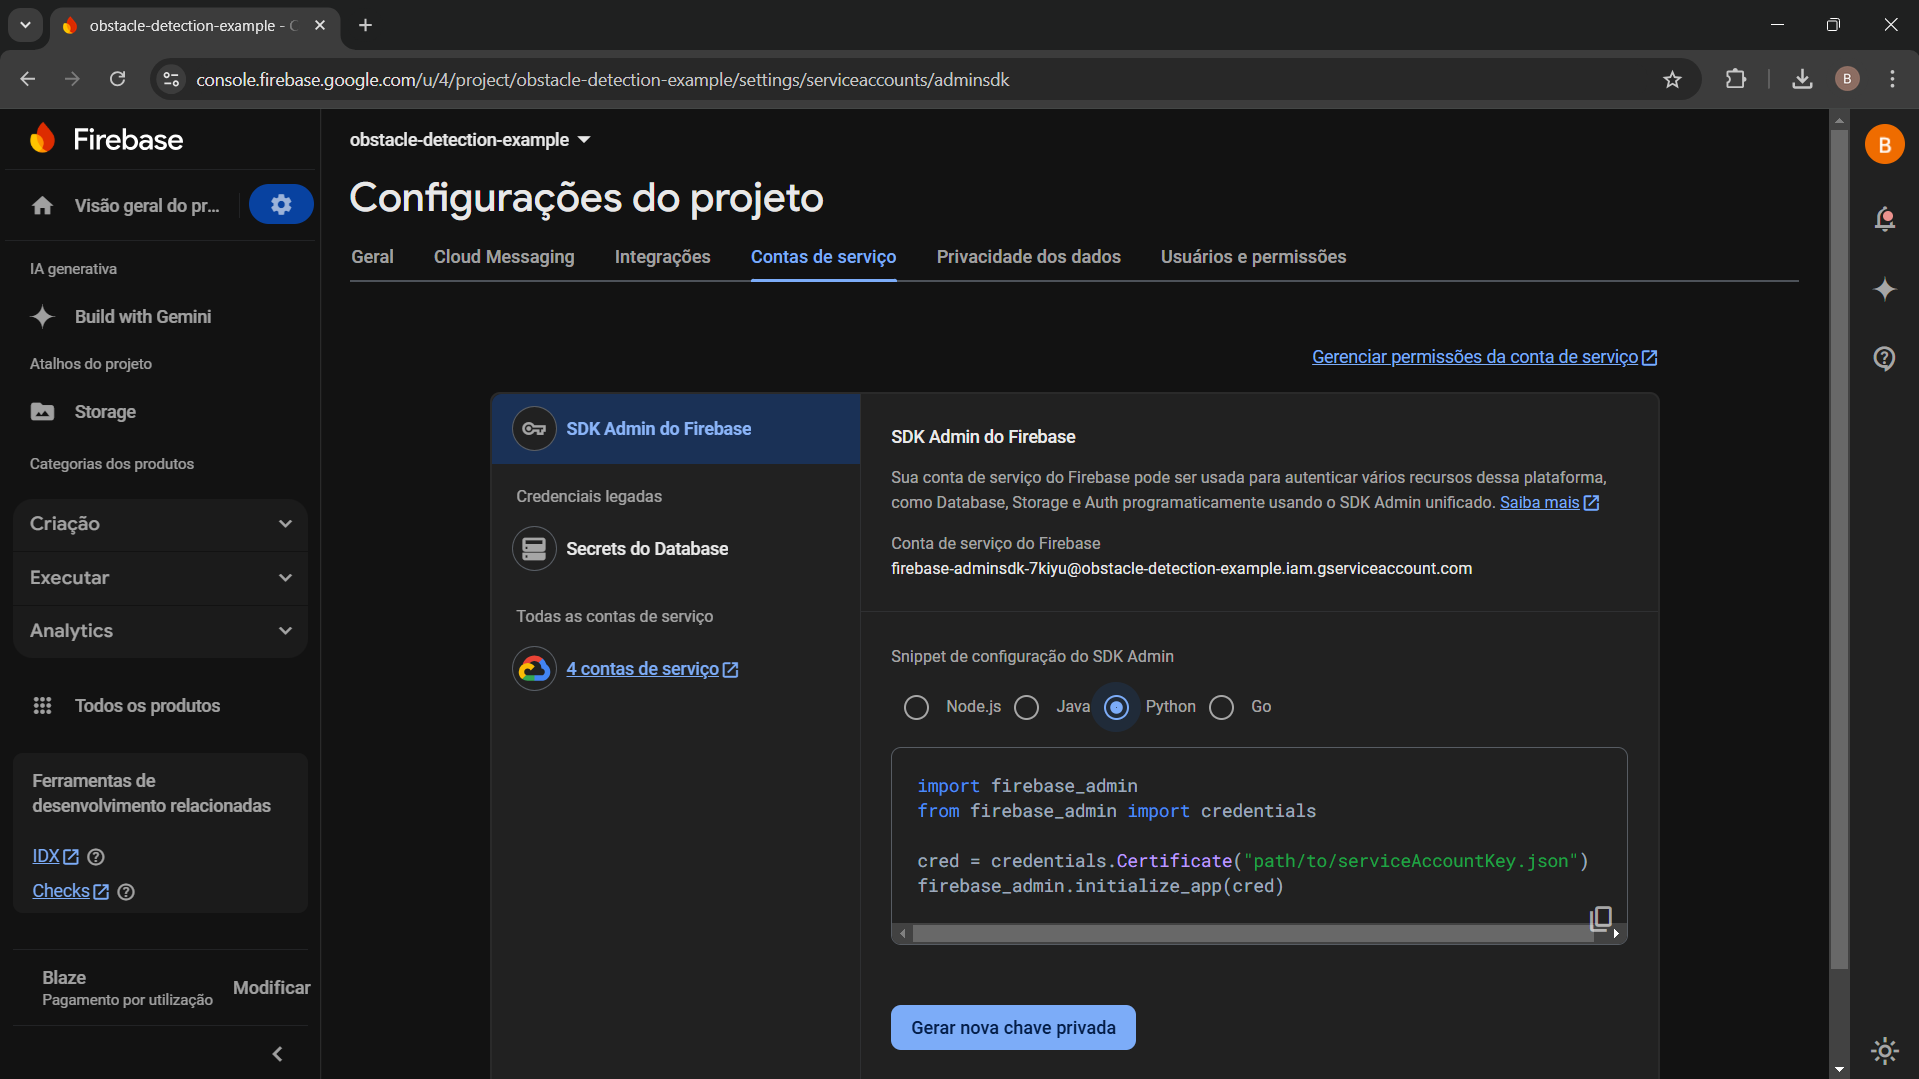 obstacle-detection-example - C
console.firebase.google.com/u/4/project/obstacle-detection-example/settings/serviceaccounts/adminsdk
B
Firebase
Visão geral do pr...
IA generativa
Build with Gemini
Atalhos do projeto
Storage
Categorias dos produtos
Criação
Executar
Analytics
Todos os produtos
Ferramentas de
desenvolvimento relacionadas
IDX
Checks
Blaze
Pagamento por utilização
Modificar
obstacle-detection-example
Configurações do projeto
Geral
Cloud Messaging
Integrações
Contas de serviço
Privacidade dos dados
Usuários e permissões
Gerenciar permissões da conta de serviço
SDK Admin do Firebase
Credenciais legadas
Secrets do Database
Todas as contas de serviço
4 contas de serviço
SDK Admin do Firebase
Sua conta de serviço do Firebase pode ser usada para autenticar vários recursos dessa plataforma,
como Database, Storage e Auth programaticamente usando o SDK Admin unificado. Saiba mais
Conta de serviço do Firebase
firebase-adminsdk-7kiyu@obstacle-detection-example.iam.gserviceaccount.com
Snippet de configuração do SDK Admin
Node.js
Java
Python
Go
import firebase_admin
from firebase_admin import credentials
cred = credentials.Certificate("path/to/serviceAccountKey.json")
firebase_admin.initialize_app(cred)
Gerar nova chave privada
B